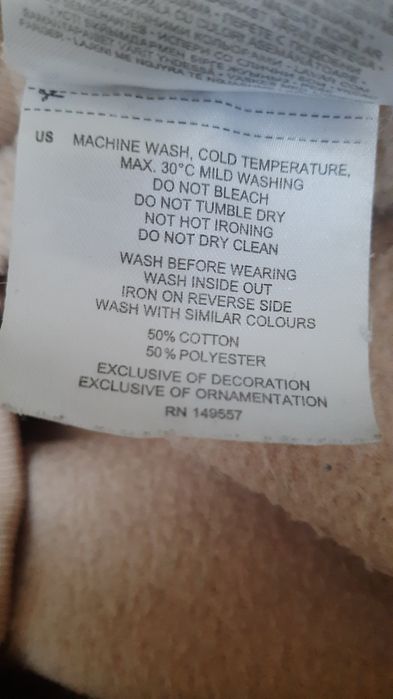 US MACHINE WASH, COLD TEMPERATURE,
MAX. 30°C MILD WASHING
DO NOT BLEACH
DO NOT TUMBLE DRY
NOT HOT IRONING
DO NOT DRY CLEAN
WASH BEFORE WEARING
WASH INSIDE OUT
IRON ON REVERSE SIDE
WASH WITH SIMILAR COLOURS
50% COTTON
50% POLYESTER
EXCLUSIVE OF DECORATION
EXCLUSIVE OF ORNAMENTATION
RN 149557